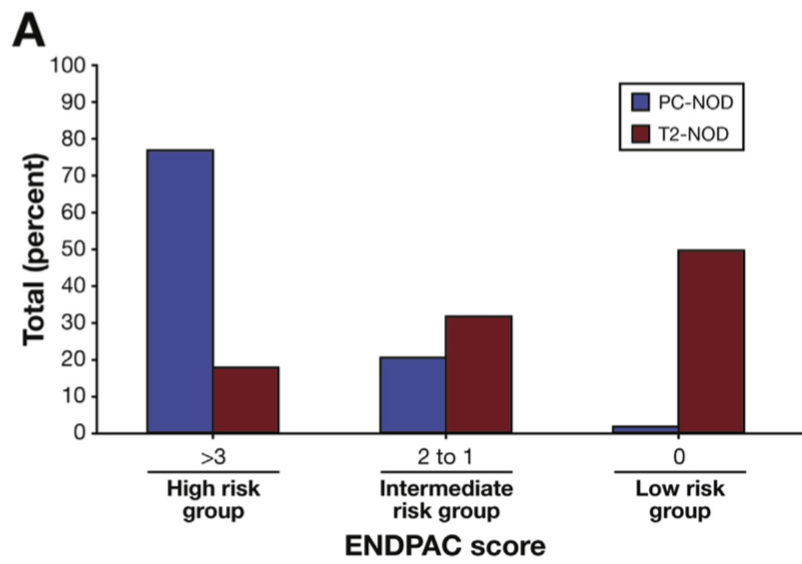 A
100
90
80
70
60
50
40
30
20
10
0
Total (percent)
PC-NOD
T2-NOD
>3
2 to 1
0
High risk
group
Intermediate
risk group
Low risk
group
ENDPAC score